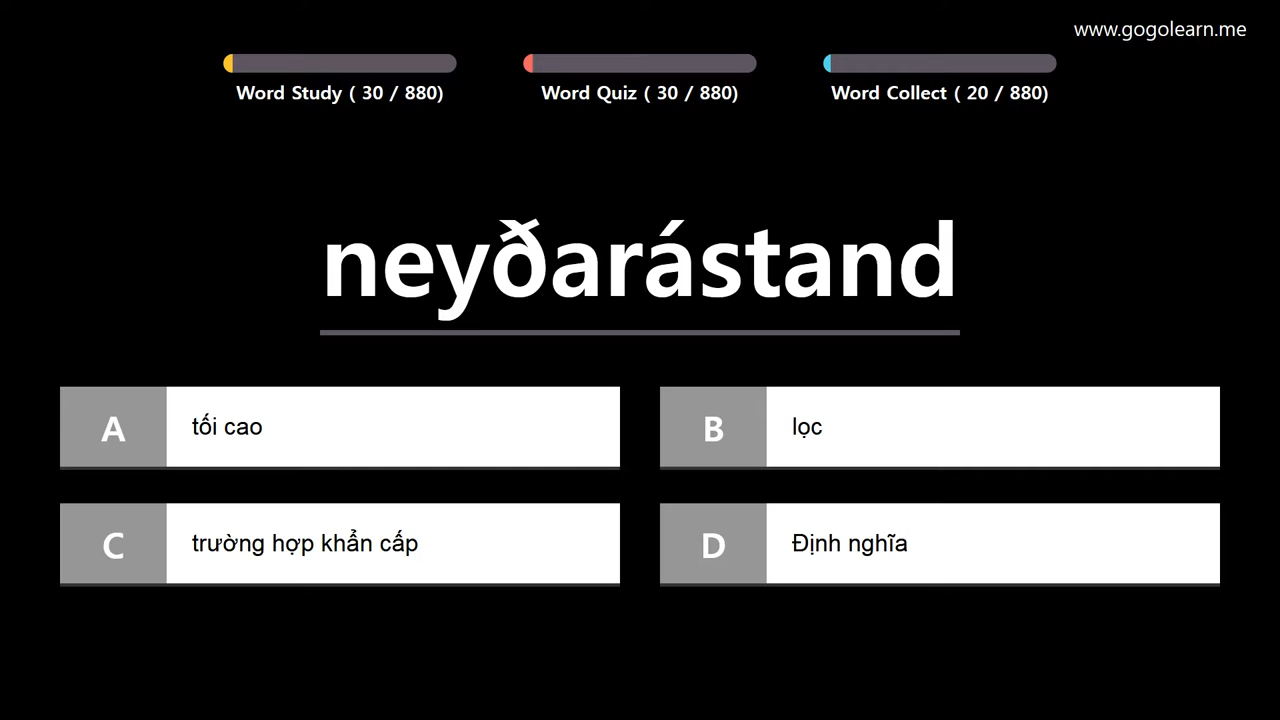 www.gogolearn.me
Word Study ( 30 / 880)
Word Quiz ( 30 / 880)
Word Collect ( 20 / 880)
neyðarástand
A
tối cao
B
lọc
C
trường hợp khẩn cấp
D
Định nghĩa